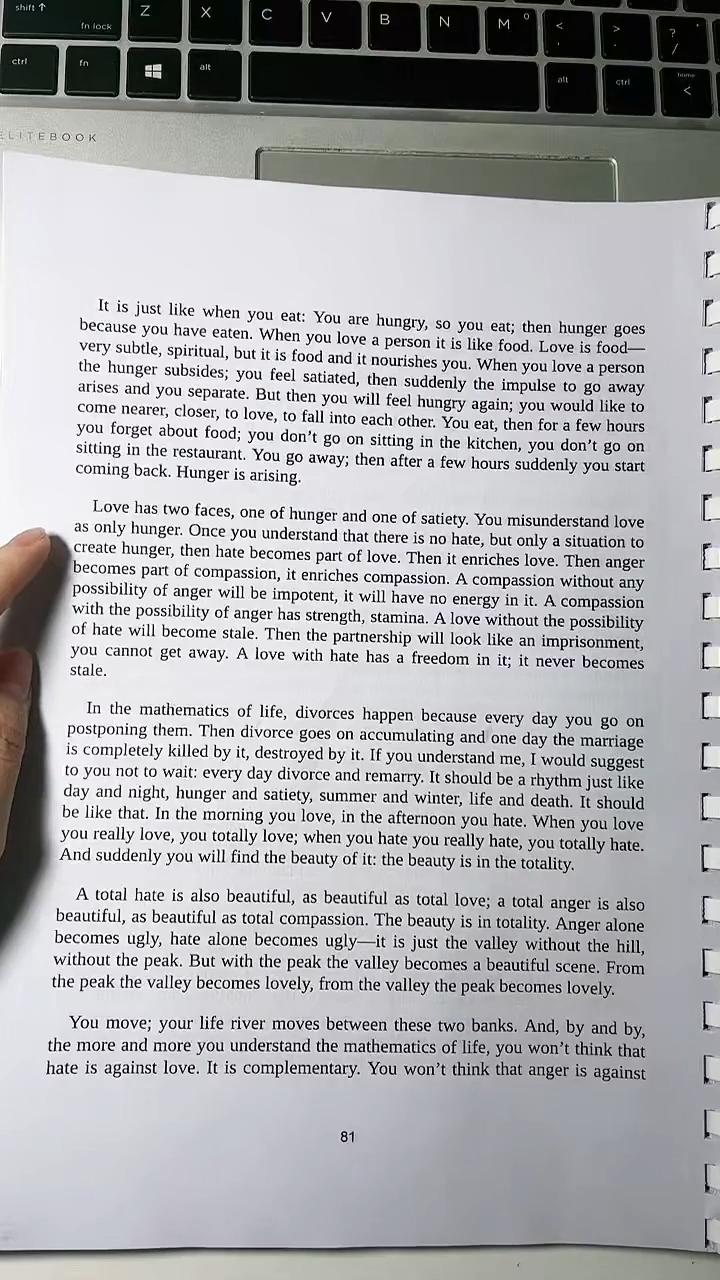 shift ↑
fn lock
Z
X
C
V
B
N
M
<
>
?
/
ctrl
fn
alt
alt
ctrl
home
<
ELITEBOOK
It is just like when you eat: You are hungry, so you eat; then hunger goes
because you have eaten. When you love a person it is like food. Love is food—
very subtle, spiritual, but it is food and it nourishes you. When you love a person
the hunger subsides; you feel satiated, then suddenly the impulse to go away
arises and you separate. But then you will feel hungry again; you would like to
come nearer, closer, to love, to fall into each other. You eat, then for a few hours
you forget about food; you don't go on sitting in the kitchen, you don't go on
sitting in the restaurant. You go away; then after a few hours suddenly you start
coming back. Hunger is arising.
Love has two faces, one of hunger and one of satiety. You misunderstand love
as only hunger. Once you understand that there is no hate, but only a situation to
create hunger, then hate becomes part of love. Then it enriches love. Then anger
becomes part of compassion, it enriches compassion. A compassion without any
possibility of anger will be impotent, it will have no energy in it. A compassion
with the possibility of anger has strength, stamina. A love without the possibility
of hate will become stale. Then the partnership will look like an imprisonment,
you cannot get away. A love with hate has a freedom in it; it never becomes
stale.
In the mathematics of life, divorces happen because every day you go on
postponing them. Then divorce goes on accumulating and one day the marriage
is completely killed by it, destroyed by it. If you understand me, I would suggest
to you not to wait: every day divorce and remarry. It should be a rhythm just like
day and night, hunger and satiety, summer and winter, life and death. It should
be like that. In the morning you love, in the afternoon you hate. When you love
you really love, you totally love; when you hate you really hate, you totally hate.
And suddenly you will find the beauty of it: the beauty is in the totality.
A total hate is also beautiful, as beautiful as total love; a total anger is also
beautiful, as beautiful as total compassion. The beauty is in totality. Anger alone
becomes ugly, hate alone becomes ugly—it is just the valley without the hill,
without the peak. But with the peak the valley becomes a beautiful scene. From
the peak the valley becomes lovely, from the valley the peak becomes lovely.
You move; your life river moves between these two banks. And, by and by,
the more and more you understand the mathematics of life, you won't think that
hate is against love. It is complementary. You won't think that anger is against
81